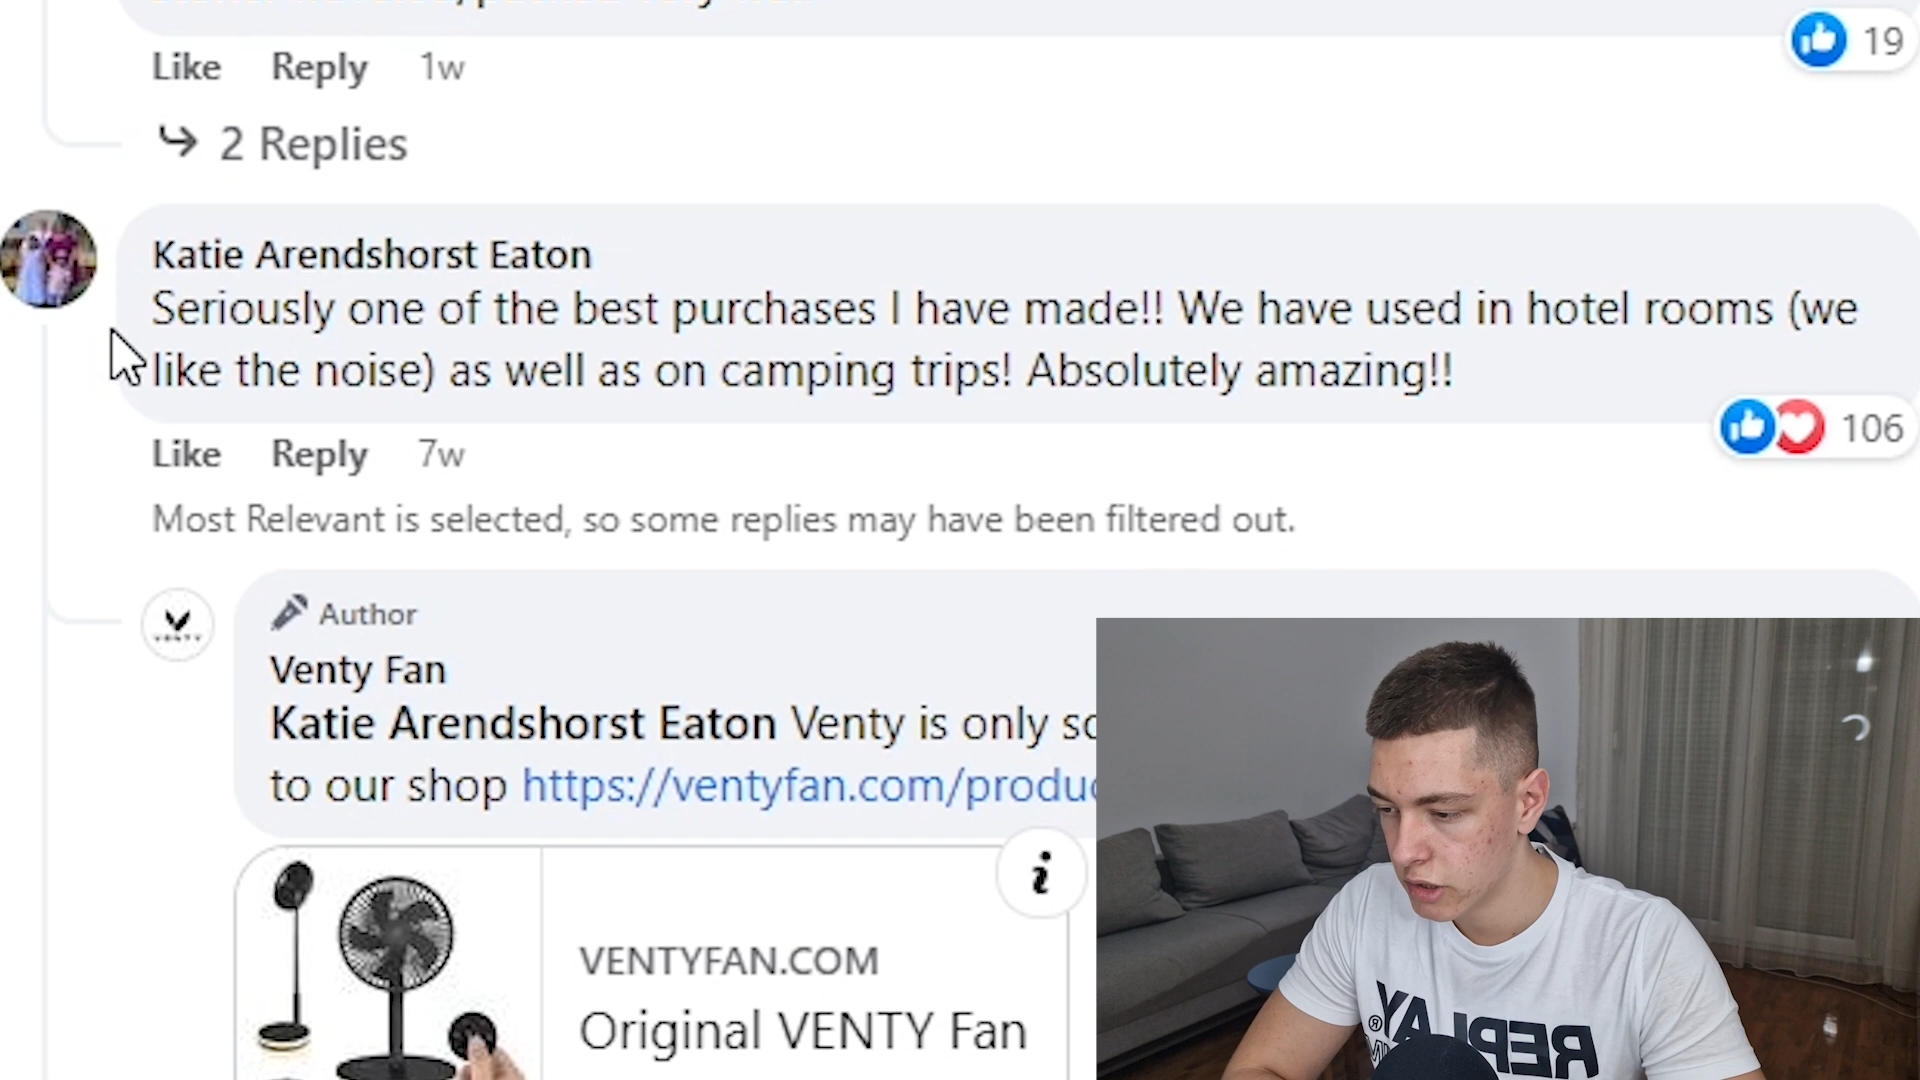 19
Like Reply 1w
2 Replies
Katie Arendshorst Eaton
Seriously one of the best purchases I have made!! We have used in hotel rooms (we
like the noise) as well as on camping trips! Absolutely amazing!!
106
Like Reply 7w
Most Relevant is selected, so some replies may have been filtered out.
Author
VENTY
Venty Fan
Katie Arendshorst Eaton Venty is only
to our shop https://ventyfan.com/produc
i
VENTYFAN.COM
Original VENTY Fan
REPLAY